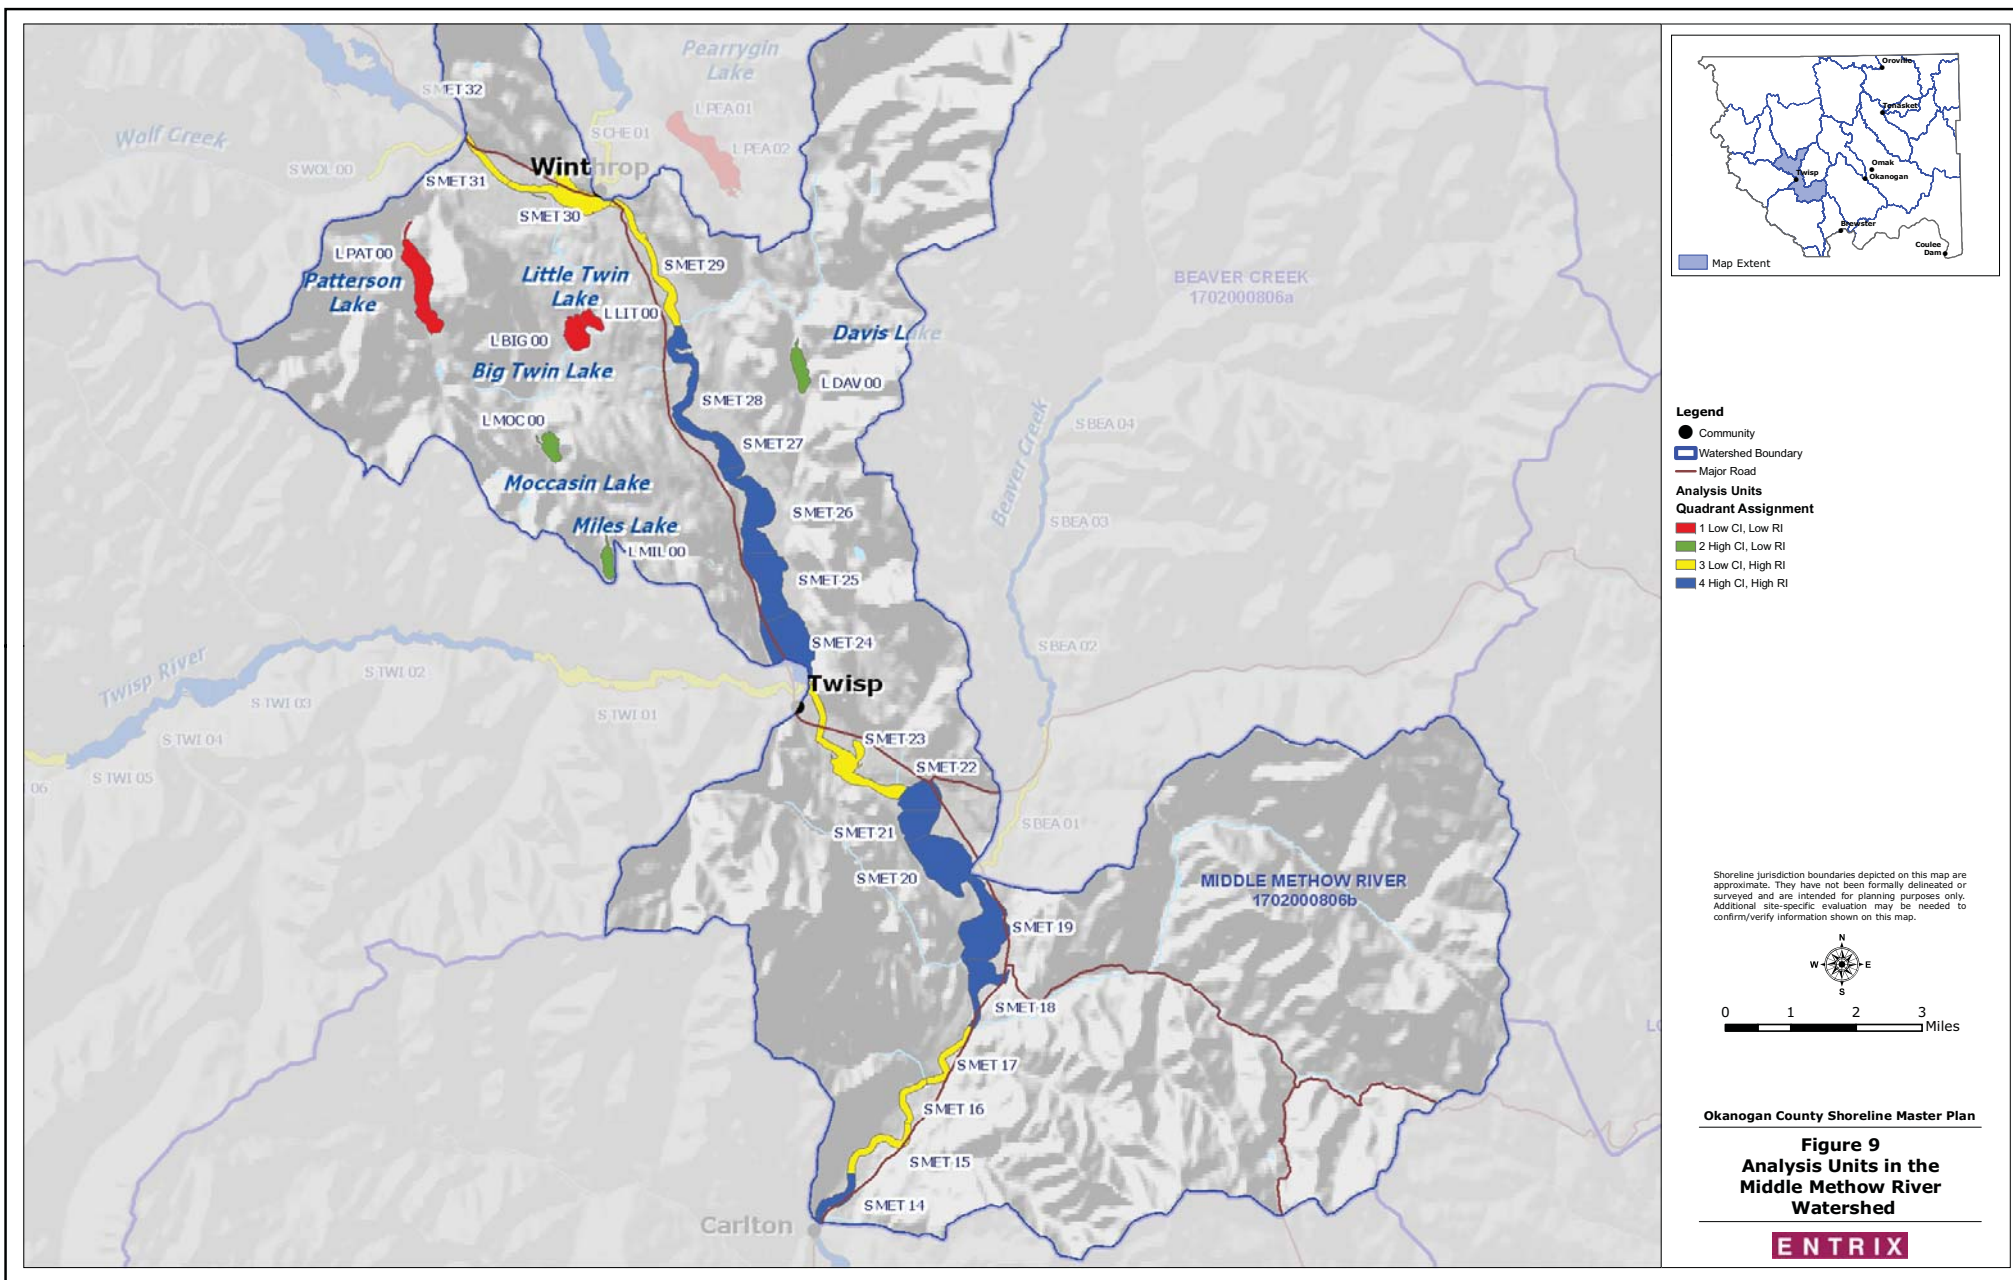 Pearrygin
Lake
S MET 32
L PEA 01
Wolf Creek
S CHE 01
L PEA 02
S WOL 00
Winthrop
S MET 31
S MET 30
L PAT 00
Patterson
Lake
Little Twin
Lake
S MET 29
L LIT 00
L BIG 00
Big Twin Lake
Davis Lake
L DAV 00
BEAVER CREEK
1702000806a
S MET 28
L MOC 00
S MET 27
Beaver Creek
S BEA 04
Moccasin Lake
S MET 26
S BEA 03
Miles Lake
L MIL 00
S MET 25
S MET 24
S BEA 02
Twisp River
S TWI 02
Twisp
S TWI 03
S TWI 01
S TWI 04
S TWI 05
06
S MET 23
S MET 22
S MET 21
S BEA 01
S MET 20
MIDDLE METHOW RIVER
1702000806b
S MET 19
S MET 18
S MET 17
S MET 16
S MET 15
S MET 14
Carlton
Oroville
Tonasket
Omak
Okanogan
Twisp
Brewster
Coulee
Dam
Map Extent
Legend
Community
Watershed Boundary
Major Road
Analysis Units
Quadrant Assignment
1 Low CI, Low RI
2 High CI, Low RI
3 Low CI, High RI
4 High CI, High RI
Shoreline jurisdiction boundaries depicted on this map are
approximate. They have not been formally delineated or
surveyed and are intended for planning purposes only.
Additional site-specific evaluation may be needed to
confirm/verify information shown on this map.
N
W E
S
0 1 2 3
Miles
Okanogan County Shoreline Master Plan
Figure 9
Analysis Units in the
Middle Methow River
Watershed
ENTRIX